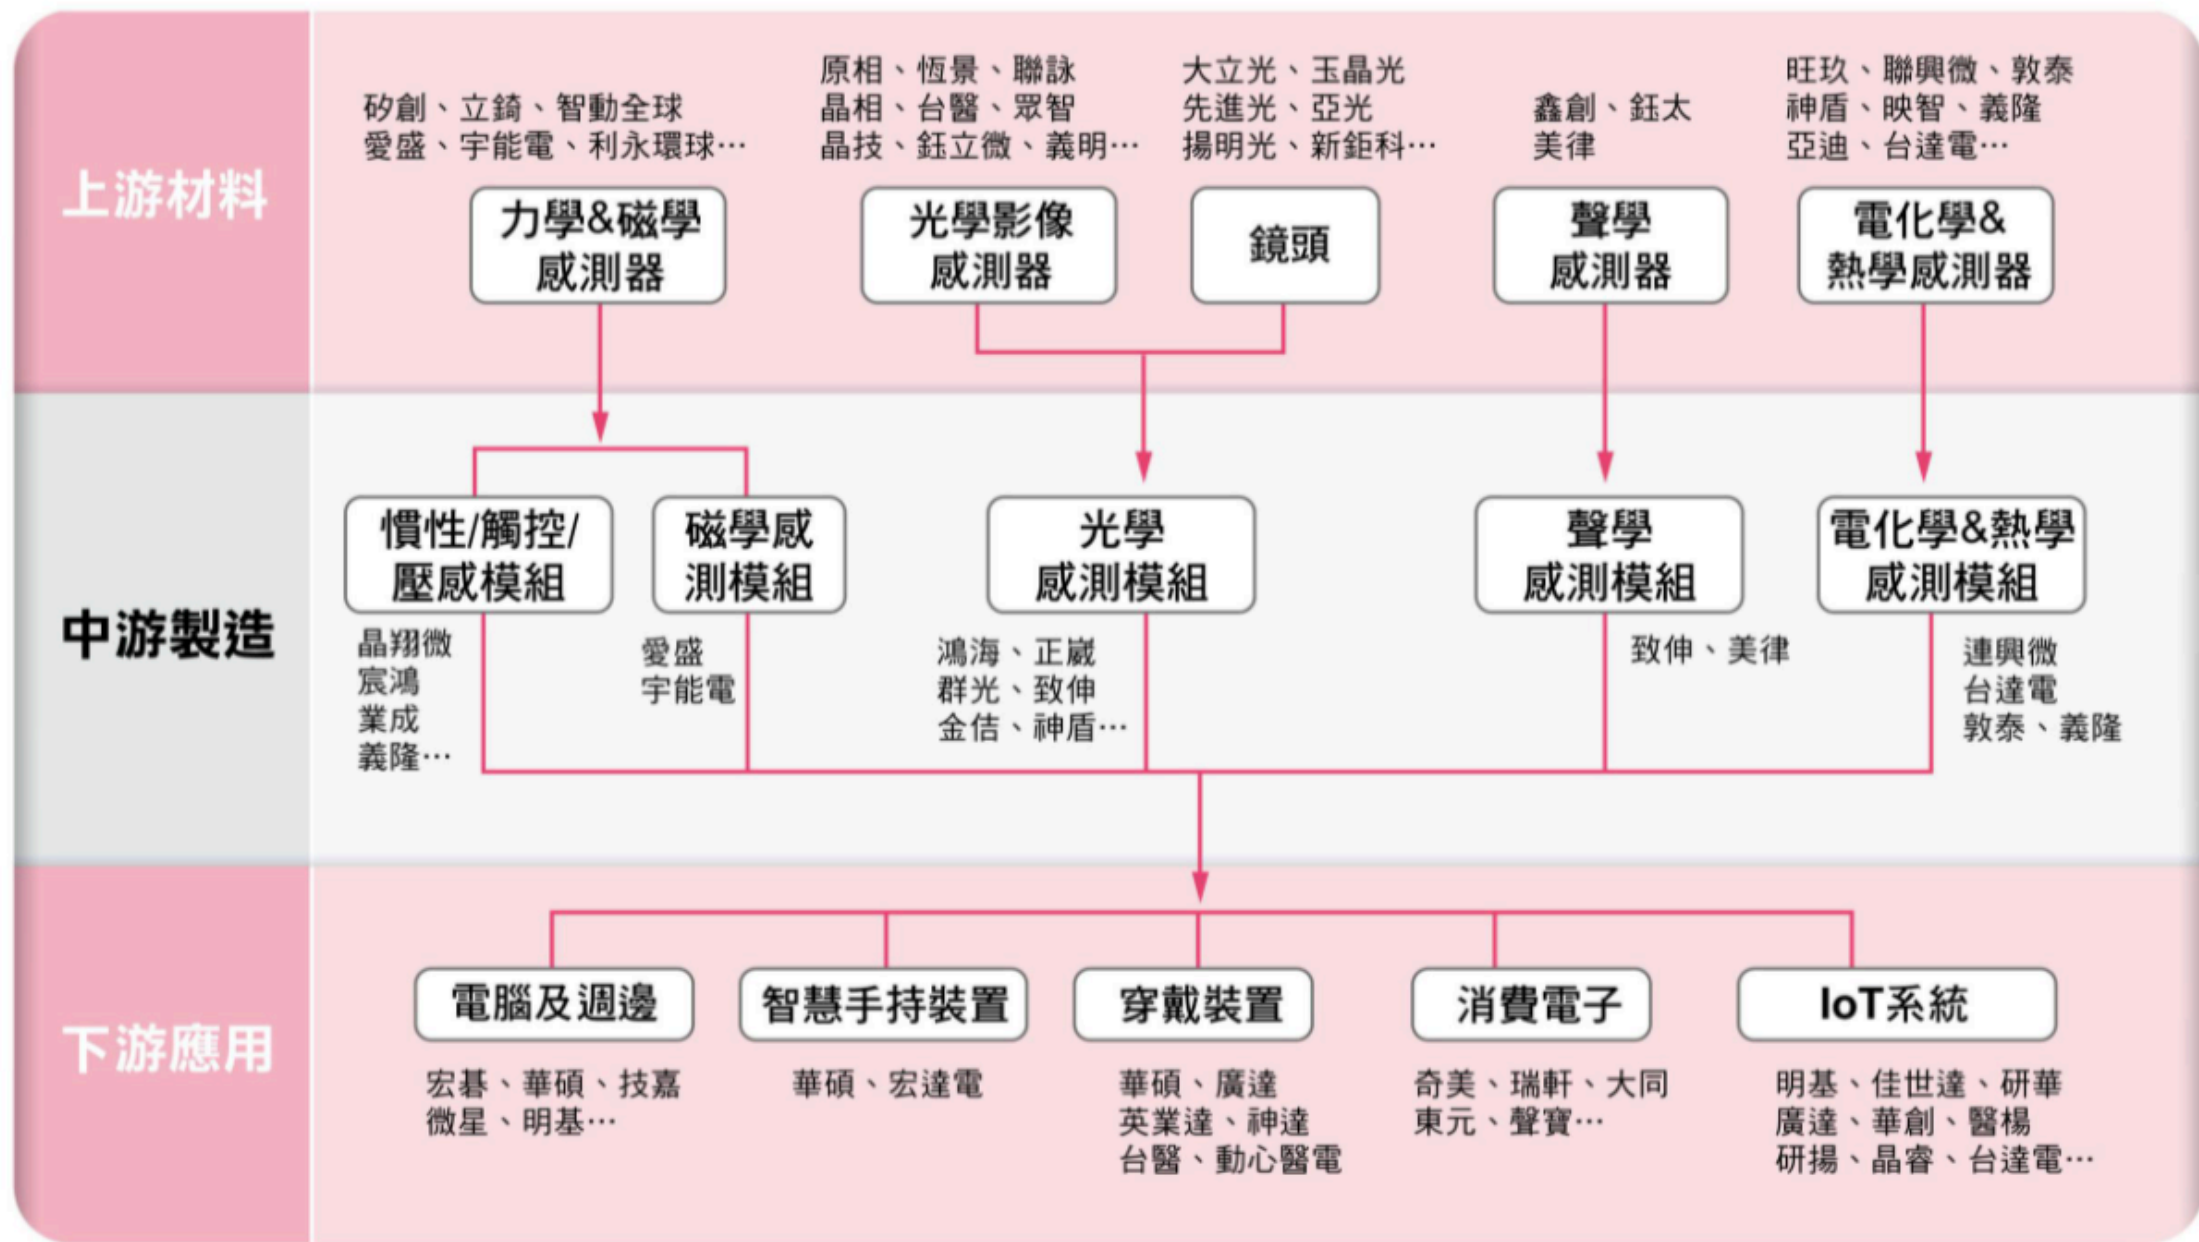 上游材料
矽創、立錡、智動全球
愛盛、宇能電、利永環球…
力學&磁學
感測器
原相、恆景、聯詠
晶相、台醫、眾智
晶技、鈺立微、義明…
光學影像
感測器
大立光、玉晶光
先進光、亞光
揚明光、新鉅科…
鏡頭
鑫創、鈺太
美律
聲學
感測器
旺玖、聯興微、敦泰
神盾、映智、義隆
亞迪、台達電…
電化學&
熱學感測器
中游製造
慣性/觸控/
壓感模組
晶翔微
宸鴻
業成
義隆…
磁學感
測模組
愛盛
宇能電
光學
感測模組
鴻海、正崴
群光、致伸
金佶、神盾…
聲學
感測模組
致伸、美律
電化學&熱學
感測模組
連興微
台達電
敦泰、義隆
下游應用
電腦及週邊
宏碁、華碩、技嘉
微星、明基…
智慧手持裝置
華碩、宏達電
穿戴裝置
華碩、廣達
英業達、神達
台醫、動心醫電
消費電子
奇美、瑞軒、大同
東元、聲寶…
IoT系統
明基、佳世達、研華
廣達、華創、醫楊
研揚、晶睿、台達電…